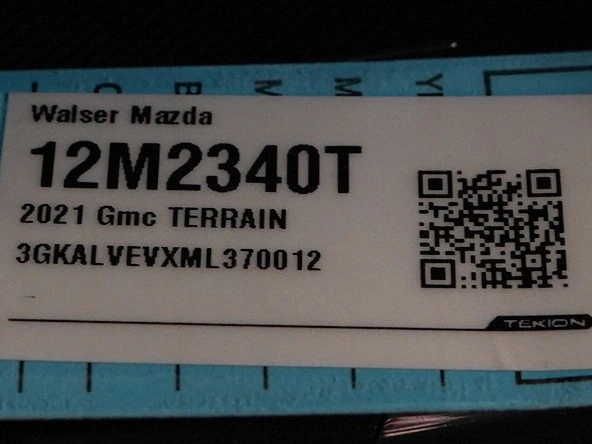 Walser Mazda
12M2340T
2021 Gmc TERRAIN
3GKALVEVXML370012
TEKION